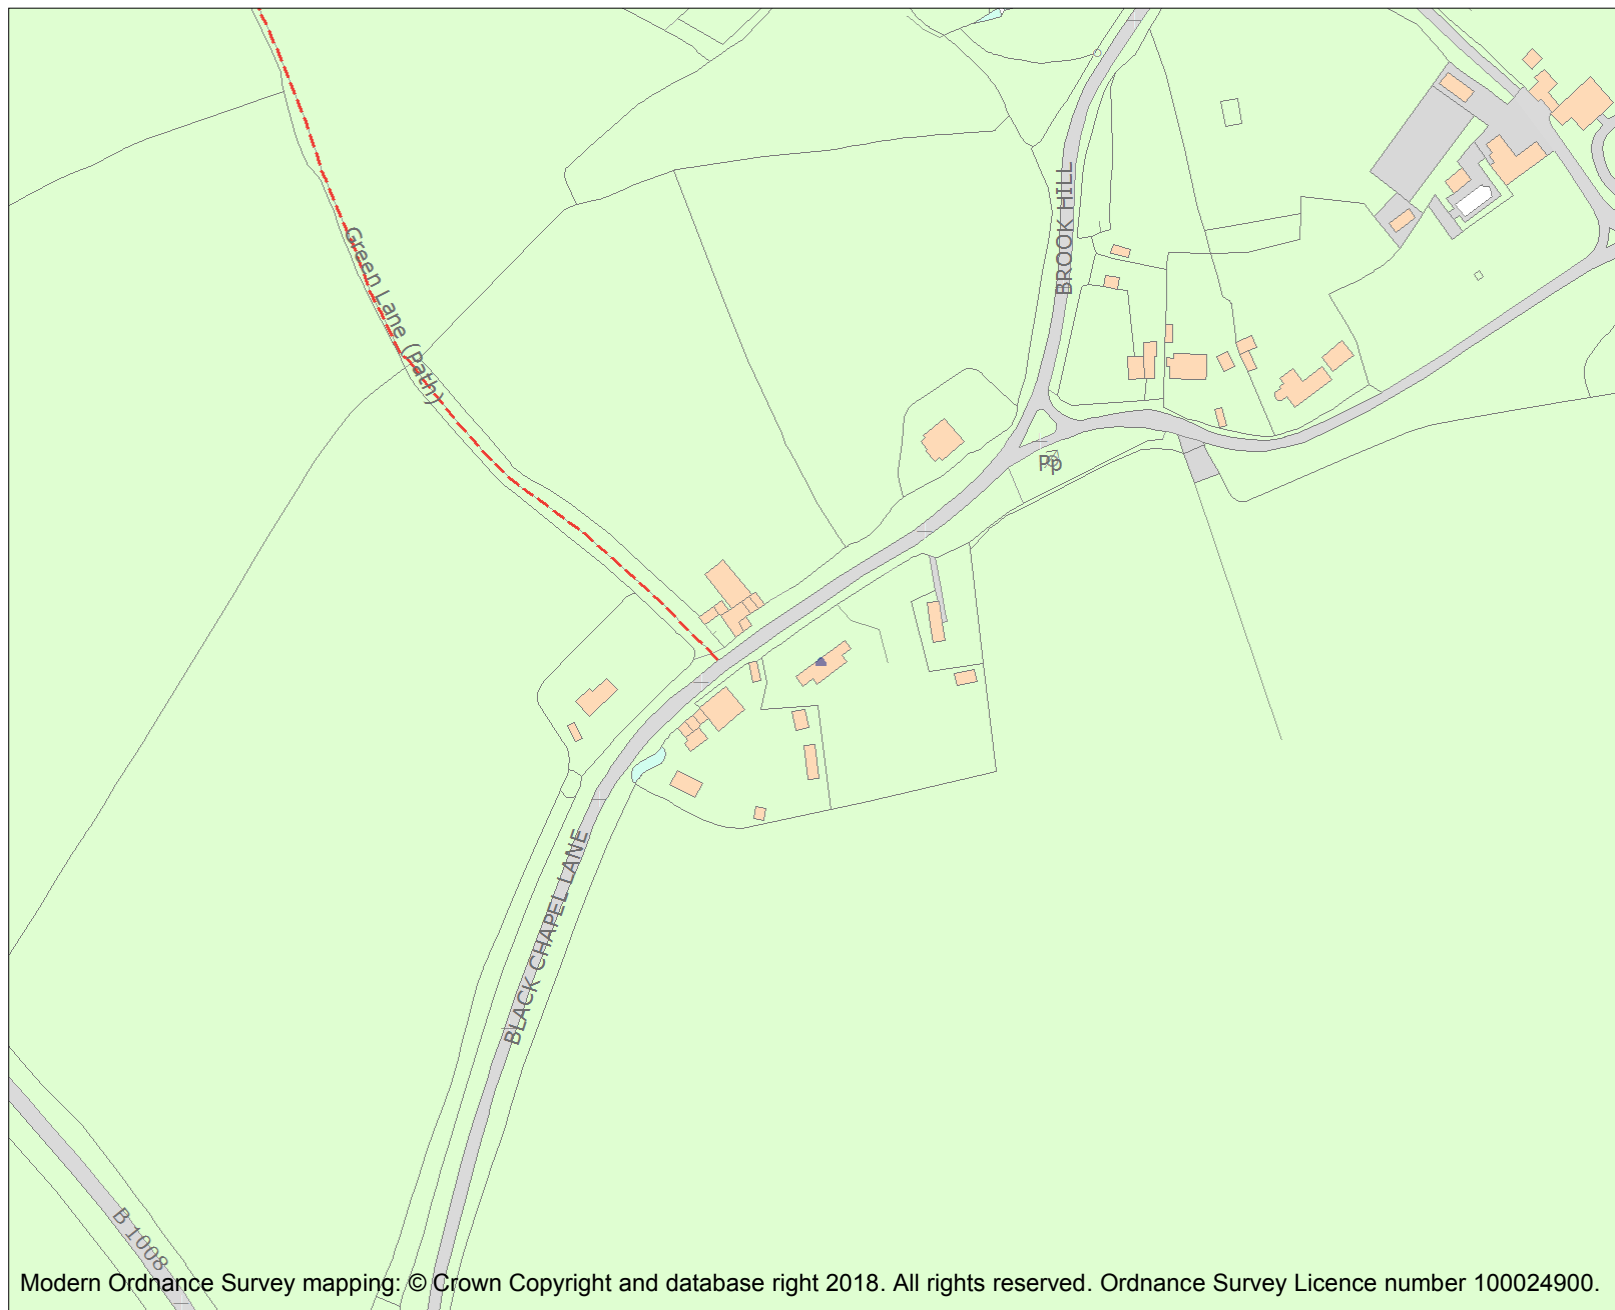 BROOK HILL
Green Lane (Path)
Pp
BLACK CHAPEL LANE
B 1008
Modern Ordnance Survey mapping: © Crown Copyright and database right 2018. All rights reserved. Ordnance Survey Licence number 100024900.